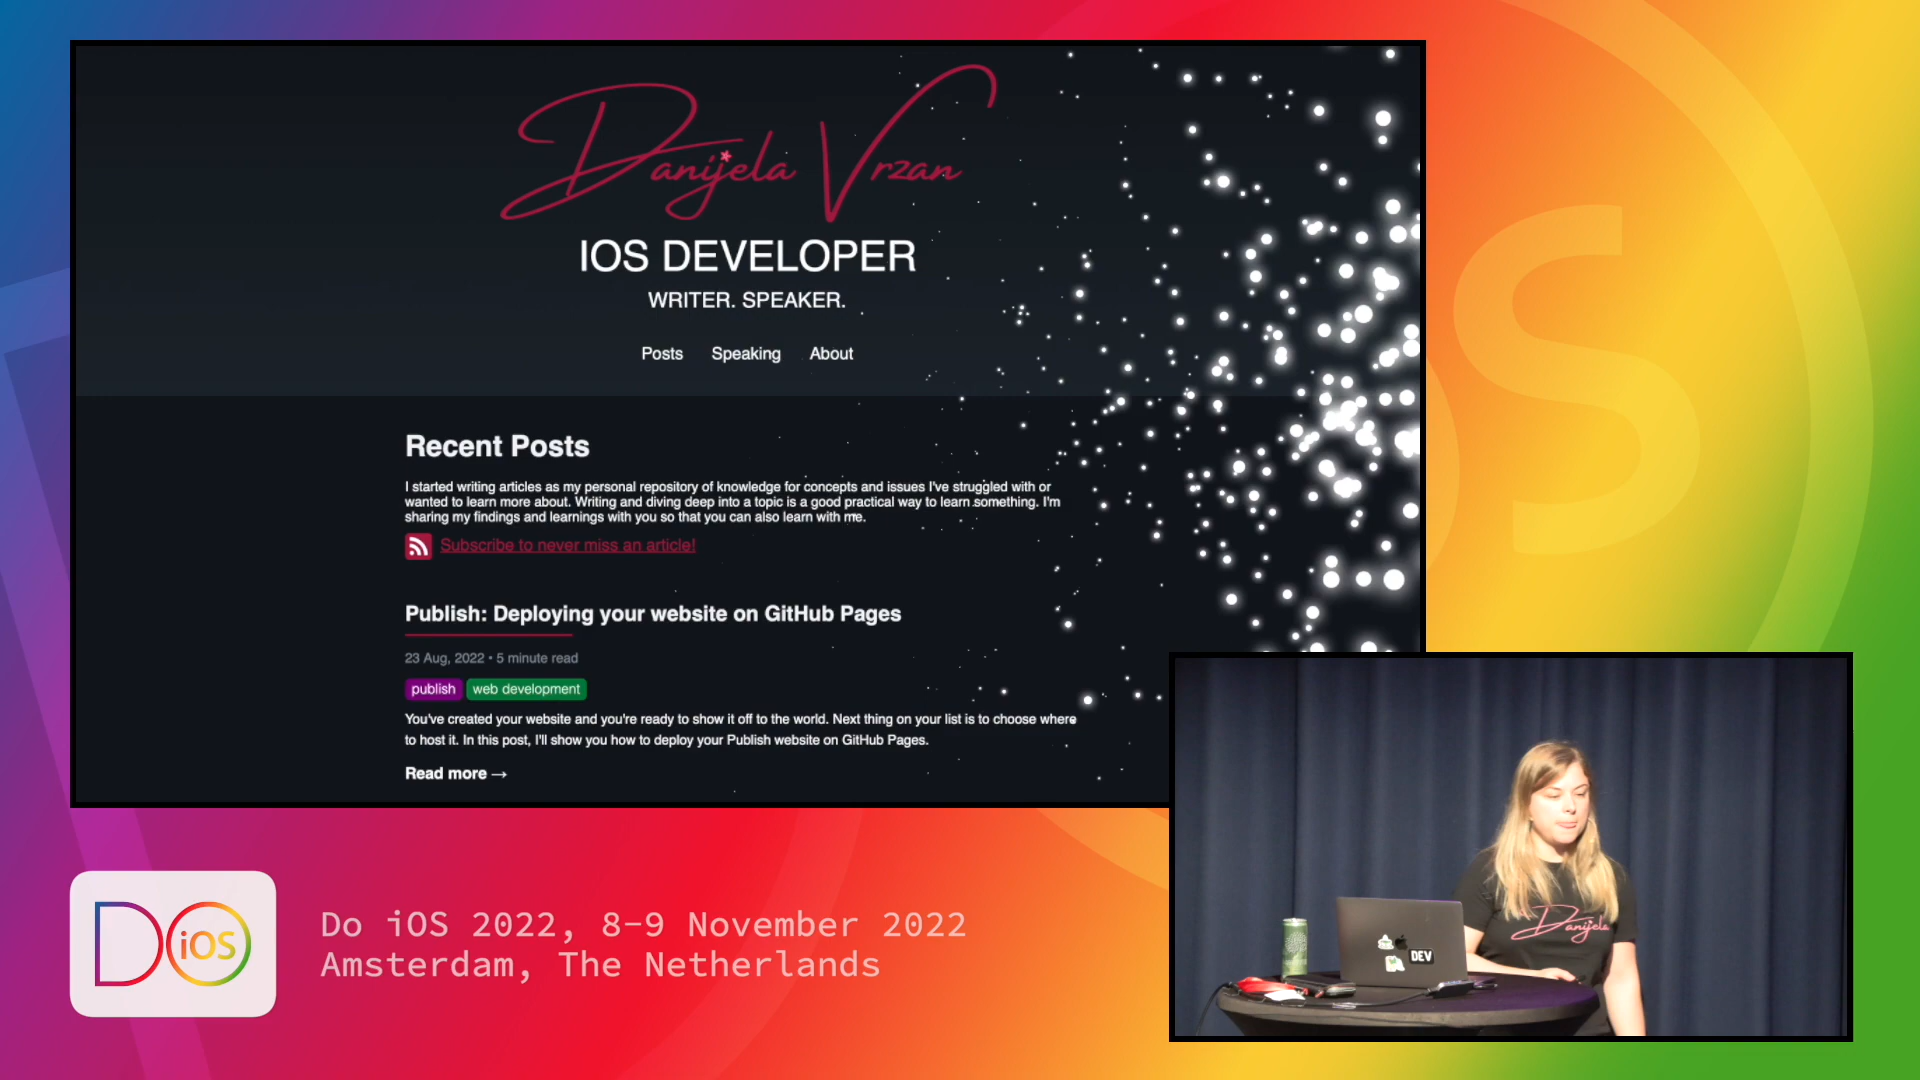 Danijela Vrzan
IOS DEVELOPER
WRITER. SPEAKER.
Posts Speaking About
Recent Posts
I started writing articles as my personal repository of knowledge for concepts and issues I've struggled with or
wanted to learn more about. Writing and diving deep into a topic is a good practical way to learn something. I'm
sharing my findings and learnings with you so that you can also learn with me.
Subscribe to never miss an article!
Publish: Deploying your website on GitHub Pages
23 Aug, 2022 • 5 minute read
publish web development
You've created your website and you're ready to show it off to the world. Next thing on your list is to choose where
to host it. In this post, I'll show you how to deploy your Publish website on GitHub Pages.
Read more →
Danijela
DEV
DO iOS
Do iOS 2022, 8-9 November 2022
Amsterdam, The Netherlands